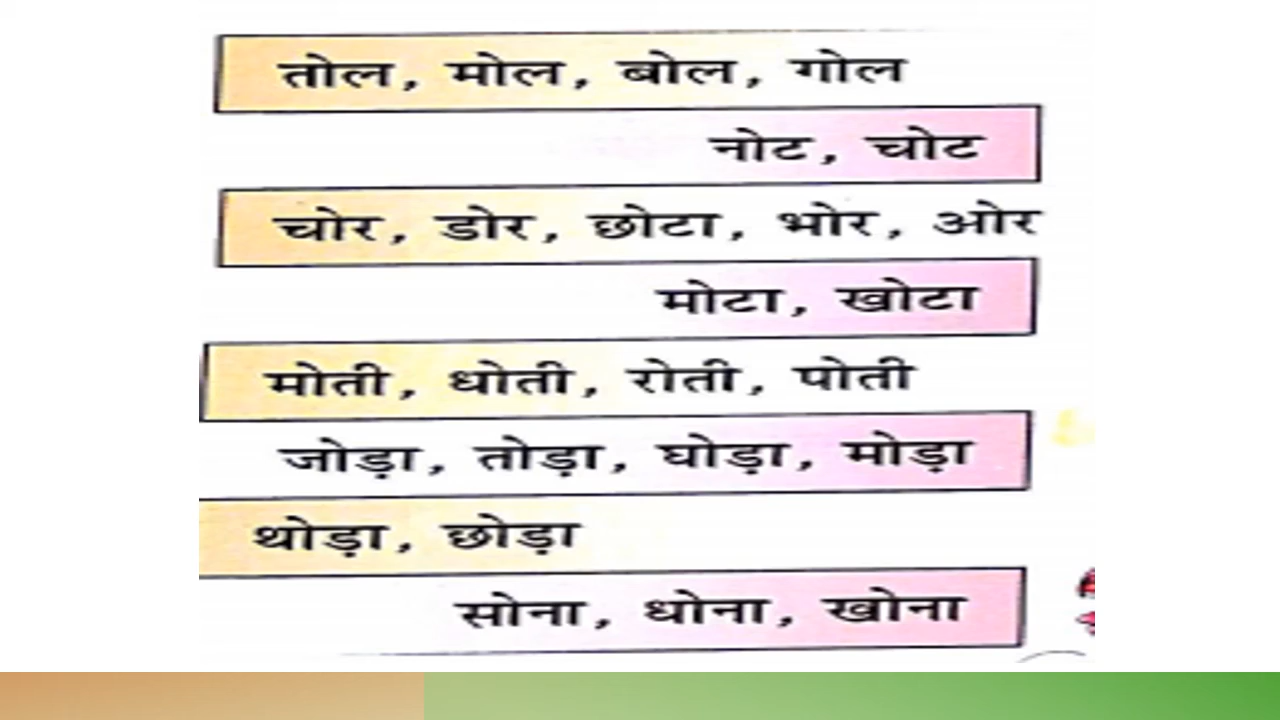 तोल, मोल, बोल, गोल
नोट, चोट
चोर, डोर, छोटा, भोर, ओर
मोटा, खोटा
मोती, धोती, रोती, पोती
जोड़ा, तोड़ा, घोड़ा, मोड़ा
थोड़ा, छोड़ा
सोना, धोना, खोना